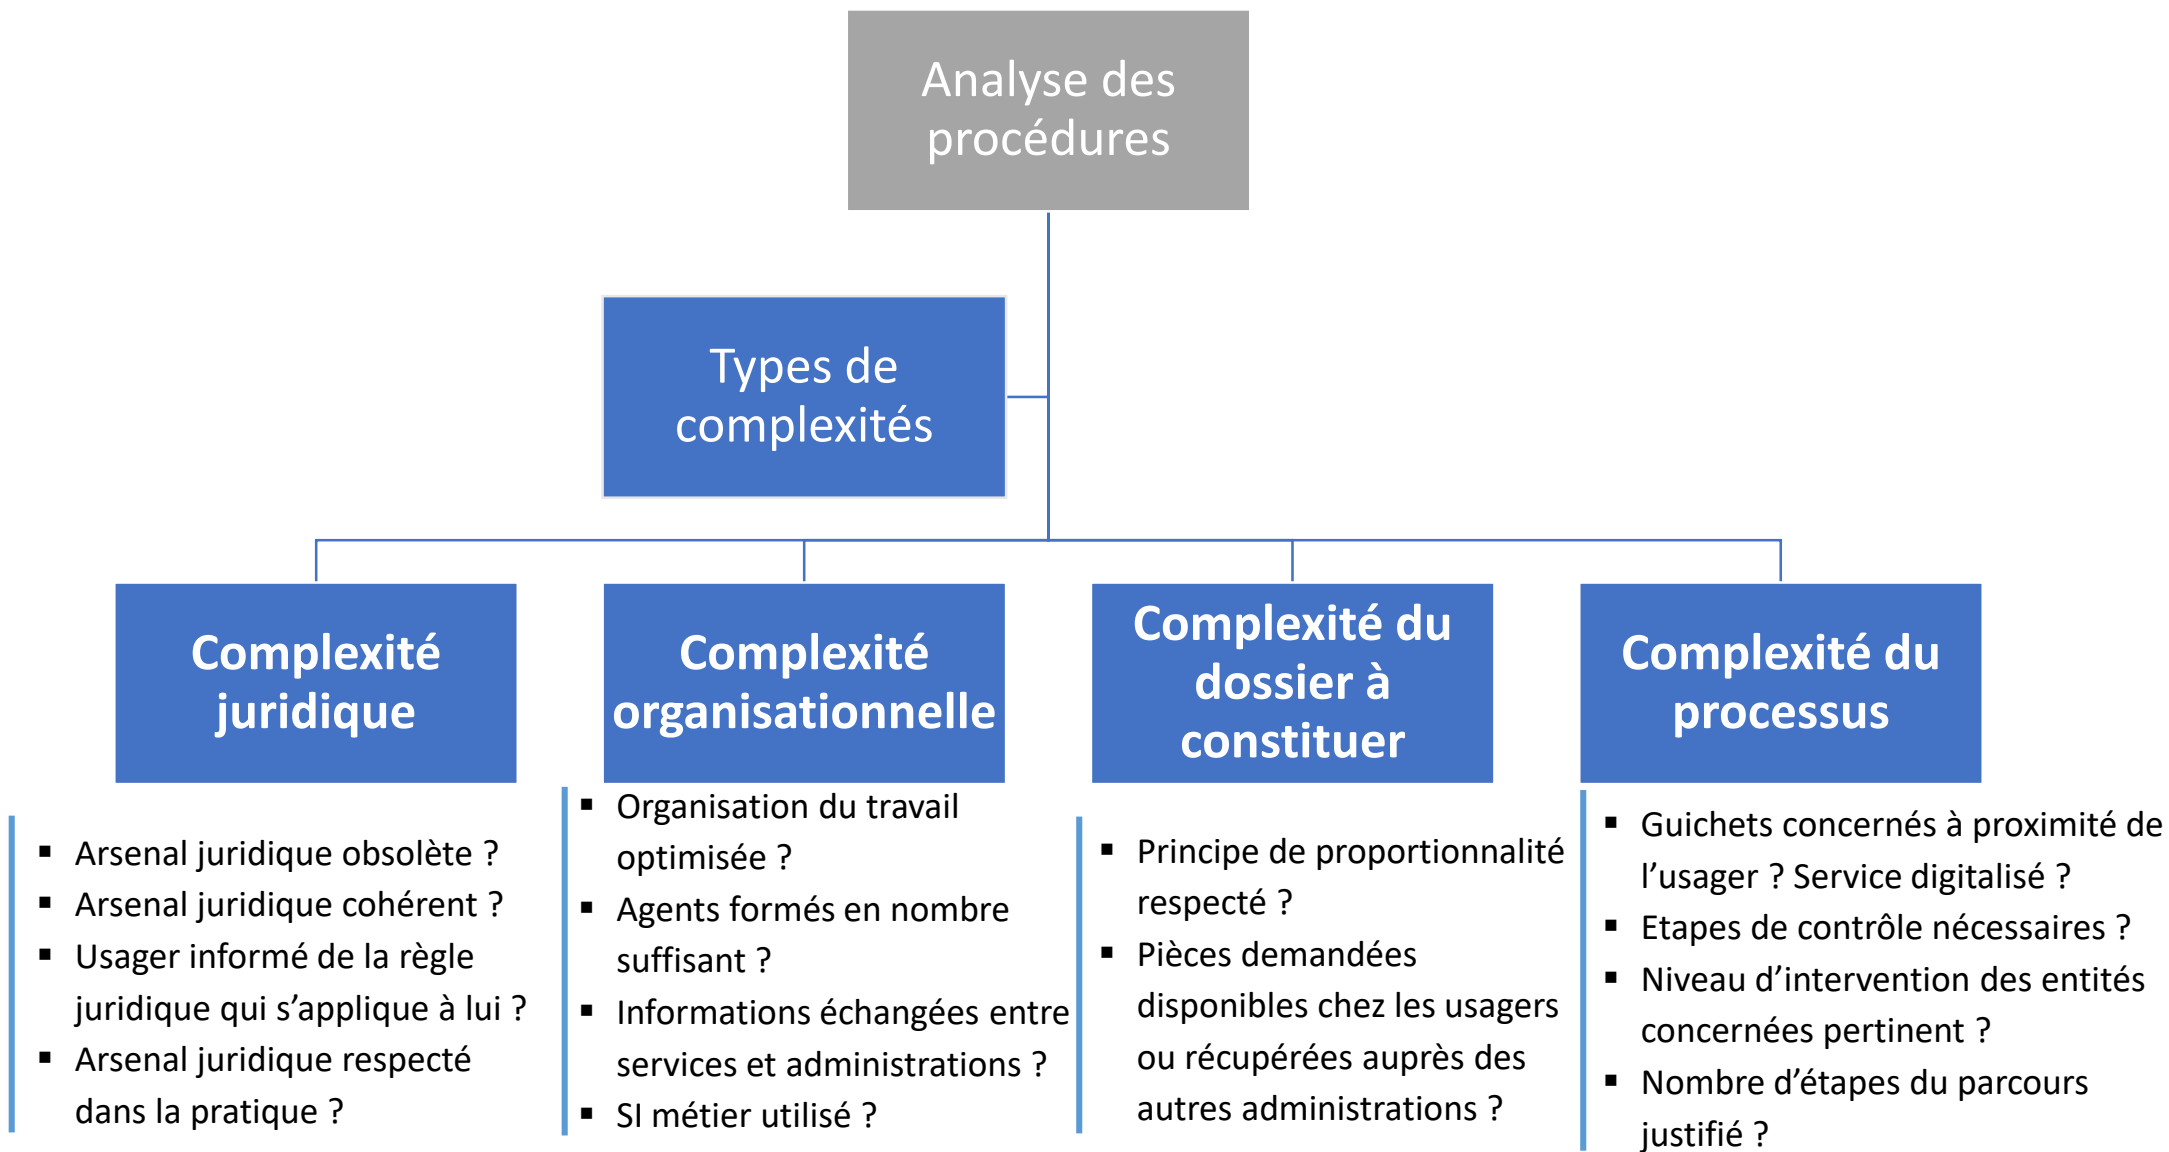 Analyse des
procédures
Types de
complexités
Complexité
juridique
▪ Arsenal juridique obsolète ?
▪ Arsenal juridique cohérent ?
▪ Usager informé de la règle
juridique qui s’applique à lui ?
▪ Arsenal juridique respecté
dans la pratique ?
Complexité
organisationnelle
▪ Organisation du travail
optimisée ?
▪ Agents formés en nombre
suffisant ?
▪ Informations échangées entre
services et administrations ?
▪ SI métier utilisé ?
Complexité du
dossier à
constituer
▪ Principe de proportionnalité
respecté ?
▪ Pièces demandées
disponibles chez les usagers
ou récupérées auprès des
autres administrations ?
Complexité du
processus
▪ Guichets concernés à proximité de
l’usager ? Service digitalisé ?
▪ Etapes de contrôle nécessaires ?
▪ Niveau d’intervention des entités
concernées pertinent ?
▪ Nombre d’étapes du parcours
justifié ?